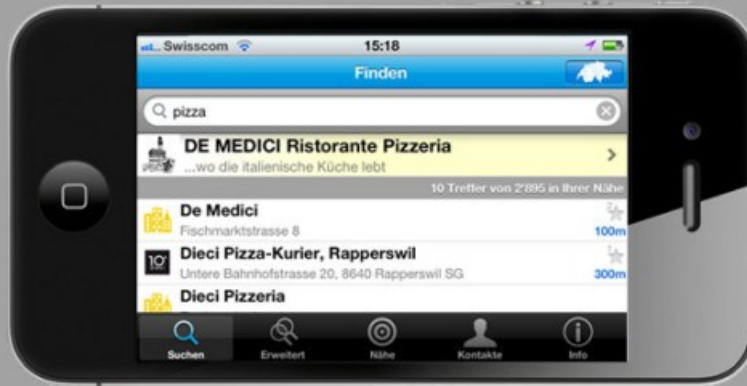 Swisscom 15:18
Finden
pizza
DE MEDICI Ristorante Pizzeria
...wo die italienische Küche lebt
10 Treffer von 2'895 in Ihrer Nähe
De Medici
Fischmarktstrasse 8 100m
10
Dieci Pizza-Kurier, Rapperswil
Untere Bahnhofstrasse 20, 8640 Rapperswil SG 300m
Dieci Pizzeria
Suchen Erweitert Nähe Kontakte Info